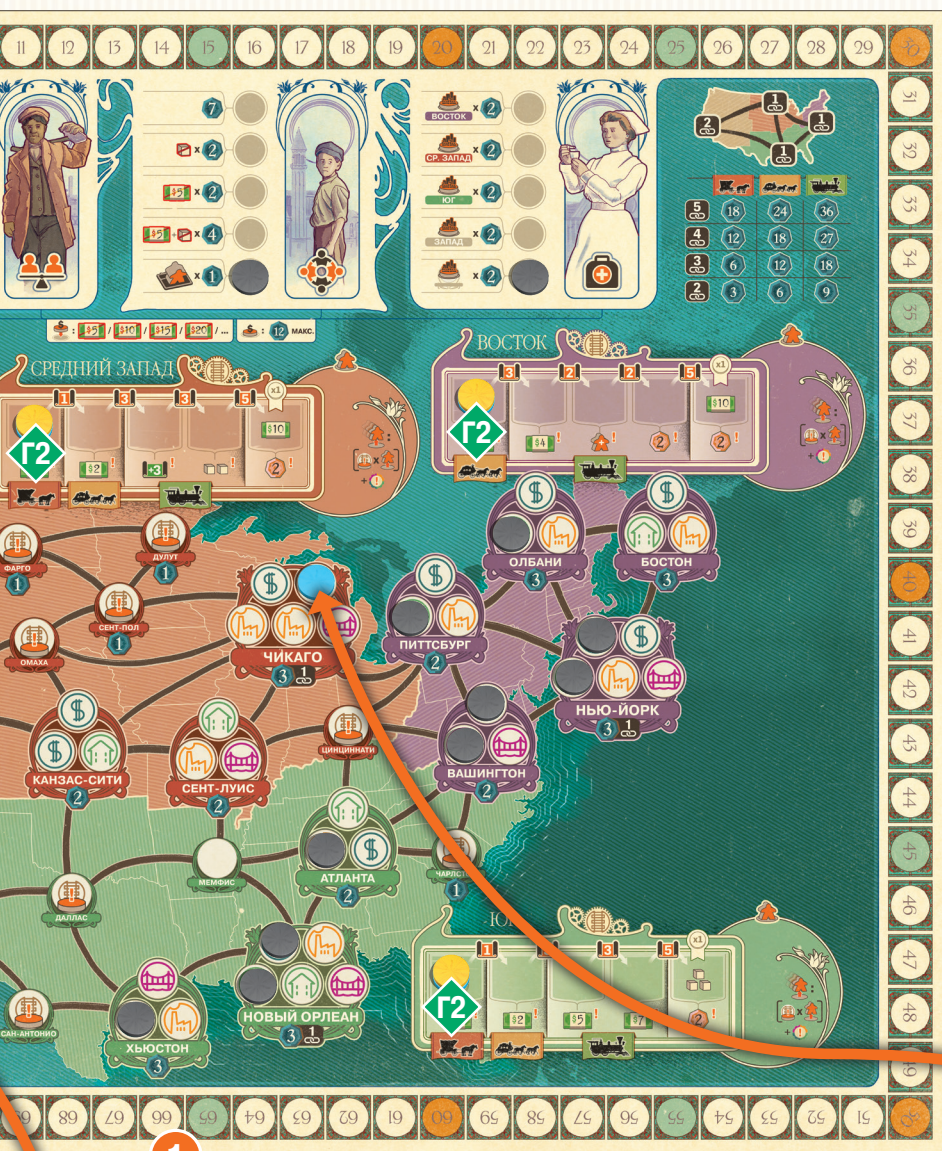 11 12 13 14 15 16 17 18 19 20 21 22 23 24 25 26 27 28 29 30
31
32
33
34
35
36
37
38
39
40
41
42
43
44
45
46
47
48
49
7
x 2
$5 x 2
$5 + x 4
x 1
ВОСТОК x 2
СР. ЗАПАД x 2
ЮГ x 2
ЗАПАД x 2
x 2
2 1 1 1
5 18 24 36
4 12 18 27
3 6 12 18
2 3 6 9
: $5 / $10 / $15 / $20 / ...
: 12 МАКС.
СРЕДНИЙ ЗАПАД
1 3 3 5 x1
$10
Г2
$2 ! +3 ! ! 2 !
x
+ !
ВОСТОК
3 2 2 5 x1
$10
Г2
$4 ! ! 2 ! 2 !
x
+ !
ФАРГО
1
ДУЛУТ
1
СЕНТ-ПОЛ
1
ОМАХА
$
ЧИКАГО
3 1
$
ПИТТСБУРГ
2
$
ОЛБАНИ
3
$
БОСТОН
3
$
НЬЮ-ЙОРК
3 1
ВАШИНГТОН
2
$
$
КАНЗАС-СИТИ
2
СЕНТ-ЛУИС
2
ЦИНЦИННАТИ
МЕМФИС
$
АТЛАНТА
2
1
ДАЛЛАС
САН-АНТОНИО
ХЬЮСТОН
3
НОВЫЙ ОРЛЕАН
3 1
1 3 5 x1
Г2
$2 ! $5 ! $7 ! 2 !
x
+ !
68 67 66 65 64 63 62 61 60 59 58 57 56 55 54 53 52 51
1